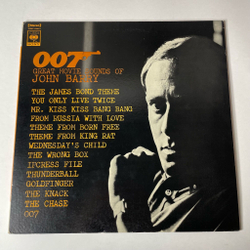 007
GREAT MOVIE SOUNDS OF
JOHN BARRY
THE JAMES BOND THEME
YOU ONLY LIVE TWICE
MR. KISS KISS BANG BANG
FROM RUSSIA WITH LOVE
THEME FROM BORN FREE
THEME FROM KING RAT
WEDNESDAY'S CHILD
THE WRONG BOX
IPCRESS FILE
THUNDERBALL
GOLDFINGER
THE KNACK
THE CHASE
007